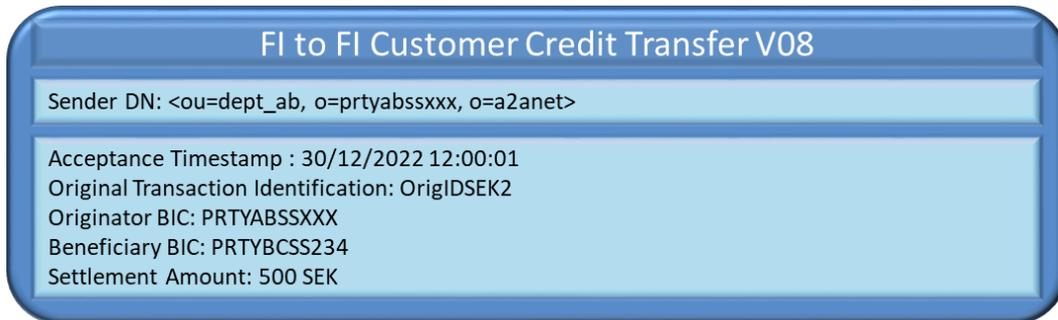 FI to FI Customer Credit Transfer V08
Sender DN: <ou=dept_ab, o=prtyabssxxx, o=a2anet>
Acceptance Timestamp : 30/12/2022 12:00:01
Original Transaction Identification: OrigIDSEK2
Originator BIC: PRTYABSSXXX
Beneficiary BIC: PRTYBCSS234
Settlement Amount: 500 SEK